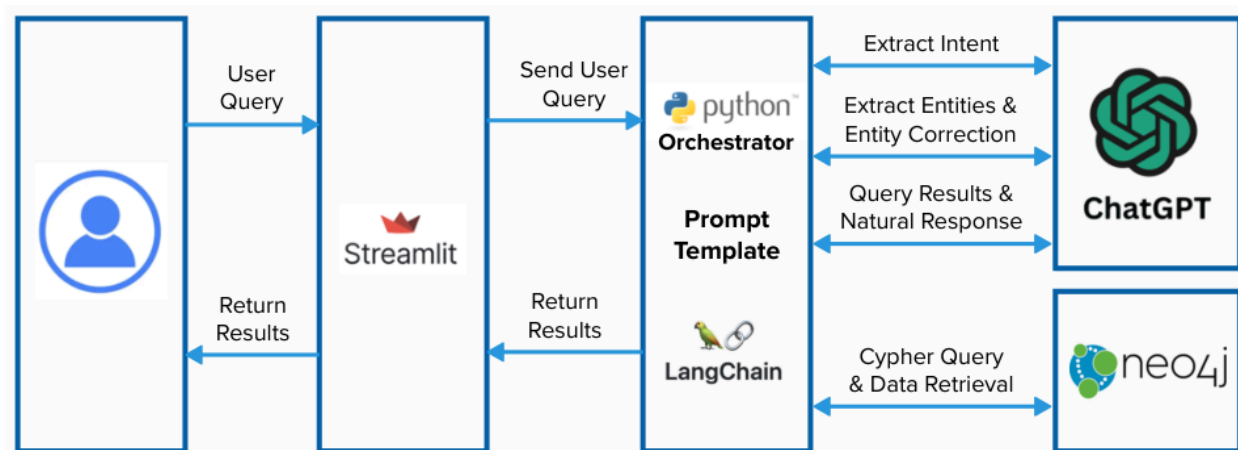 User
Query
Return
Results
Streamlit
Send User
Query
Return
Results
python™
Orchestrator
Prompt
Template
LangChain
Extract Intent
Extract Entities &
Entity Correction
Query Results &
Natural Response
Cypher Query
& Data Retrieval
ChatGPT
neo4j